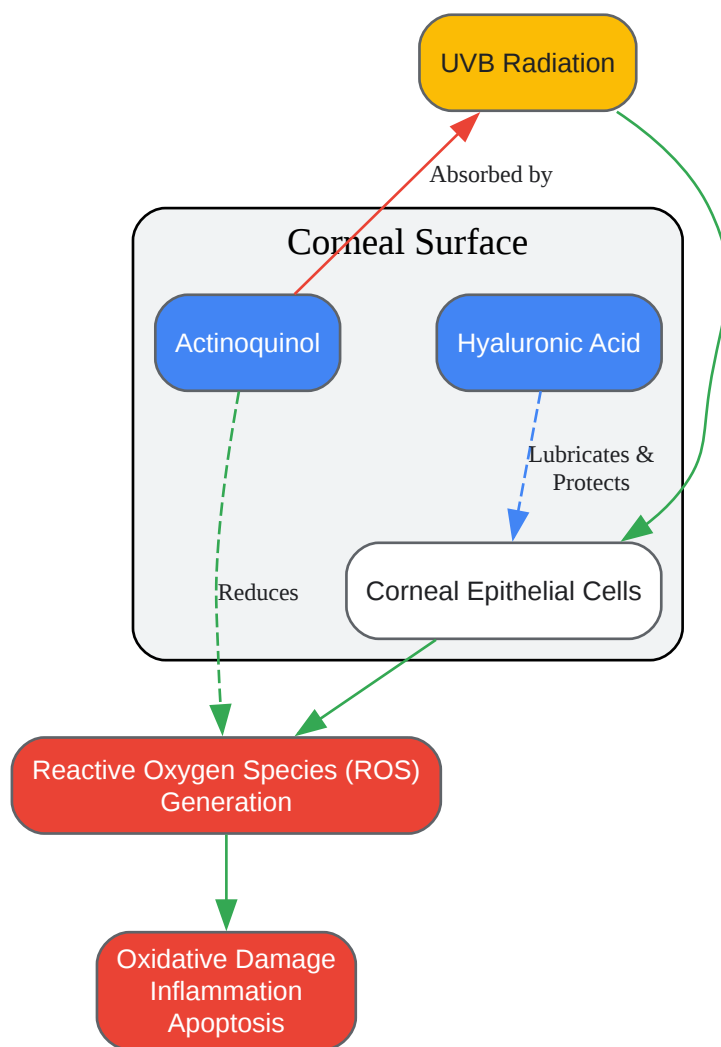 UVB Radiation
Absorbed by
Corneal Surface
Actinoquinol
Hyaluronic Acid
Lubricates &
Protects
Reduces
Corneal Epithelial Cells
Reactive Oxygen Species (ROS)
Generation
Oxidative Damage
Inflammation
Apoptosis